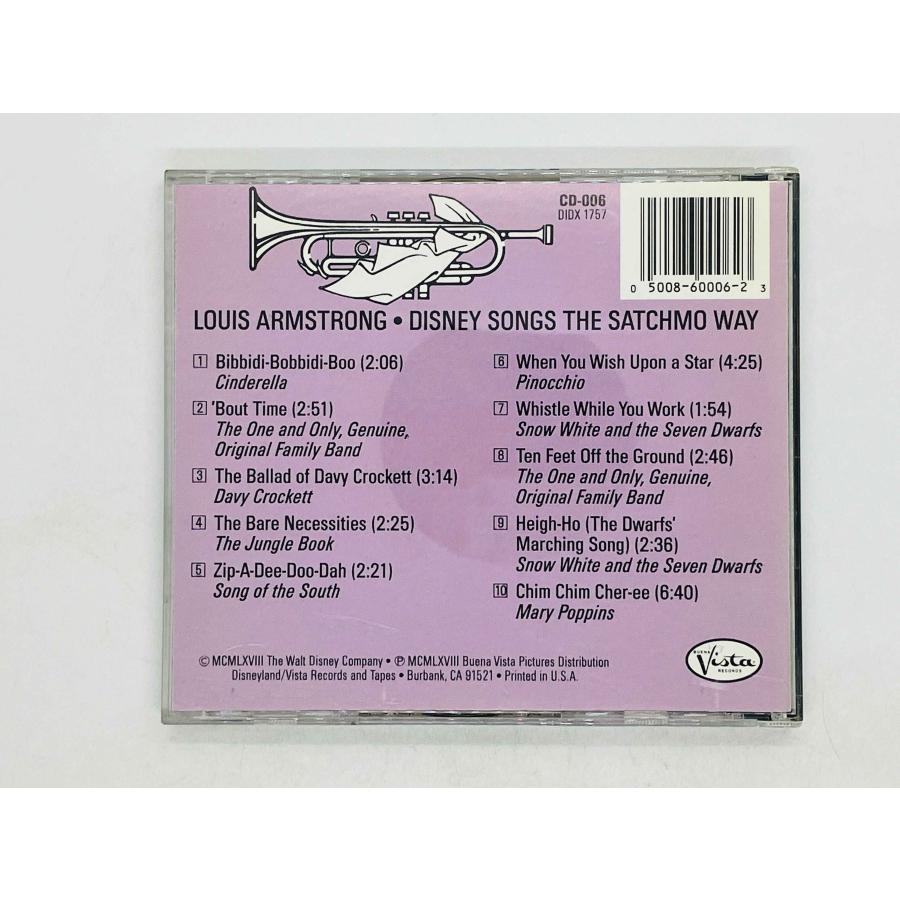 CD-006
DIDX 1757
0 5008-60006-2 3
LOUIS ARMSTRONG • DISNEY SONGS THE SATCHMO WAY
1 Bibbidi-Bobbidi-Boo (2:06)
Cinderella
2 'Bout Time (2:51)
The One and Only, Genuine,
Original Family Band
3 The Ballad of Davy Crockett (3:14)
Davy Crockett
4 The Bare Necessities (2:25)
The Jungle Book
5 Zip-A-Dee-Doo-Dah (2:21)
Song of the South
6 When You Wish Upon a Star (4:25)
Pinocchio
7 Whistle While You Work (1:54)
Snow White and the Seven Dwarfs
8 Ten Feet Off the Ground (2:46)
The One and Only, Genuine,
Original Family Band
9 Heigh-Ho (The Dwarfs'
Marching Song) (2:36)
Snow White and the Seven Dwarfs
10 Chim Chim Cher-ee (6:40)
Mary Poppins
© MCMLXVIII The Walt Disney Company • ℗ MCMLXVIII Buena Vista Pictures Distribution
Disneyland/Vista Records and Tapes • Burbank, CA 91521 • Printed in U.S.A.
BUENA
Vista
RECORDS